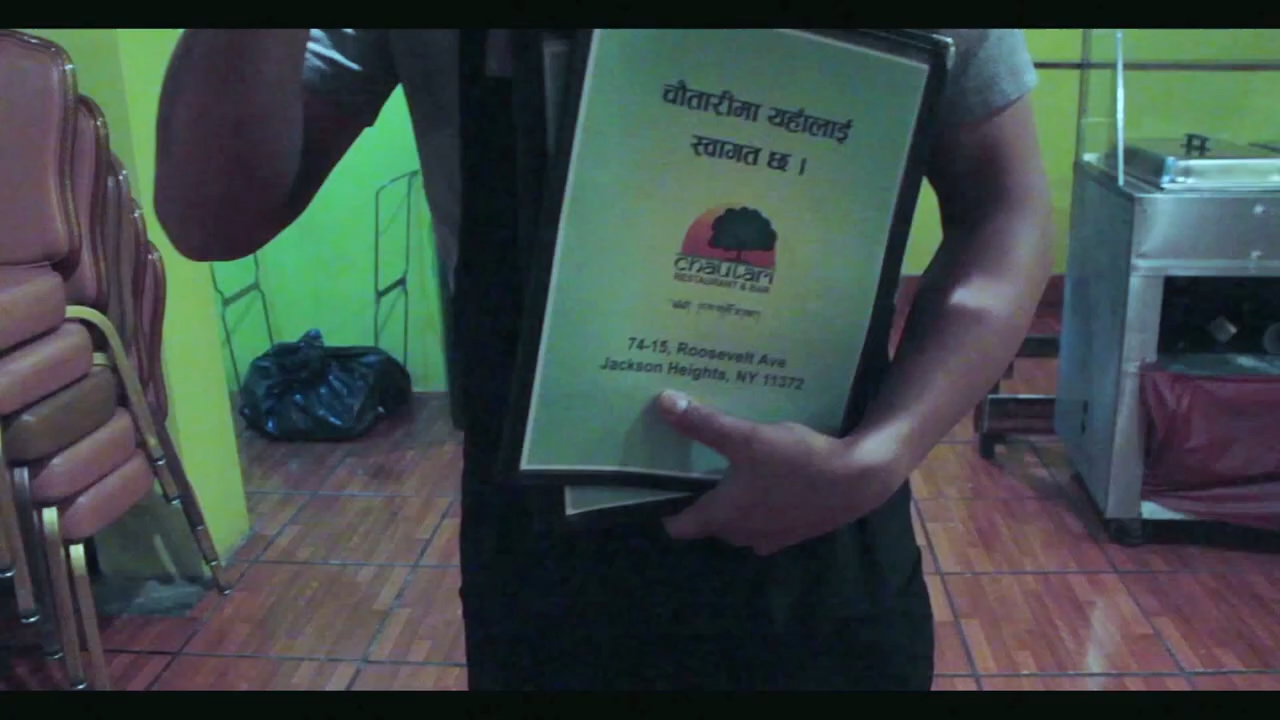 चौतारीमा यहाँलाई
स्वागत छ ।
chautari
RESTAURANT & BAR
74-15, Roosevelt Ave
Jackson Heights, NY 11372